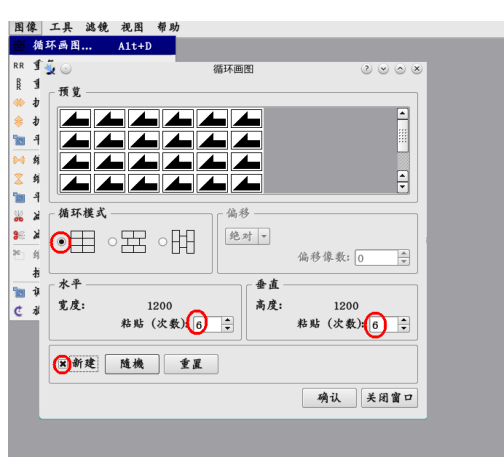 图像 工具 滤镜 视图 帮助
循环画图... Alt+D
RR
循环画图
预览
循环模式
偏移
绝对
偏移像数: 0
水平
宽度: 1200
粘贴 (次数): 6
垂直
高度: 1200
粘贴 (次数): 6
新建 随機 重置
确认 关闭窗口